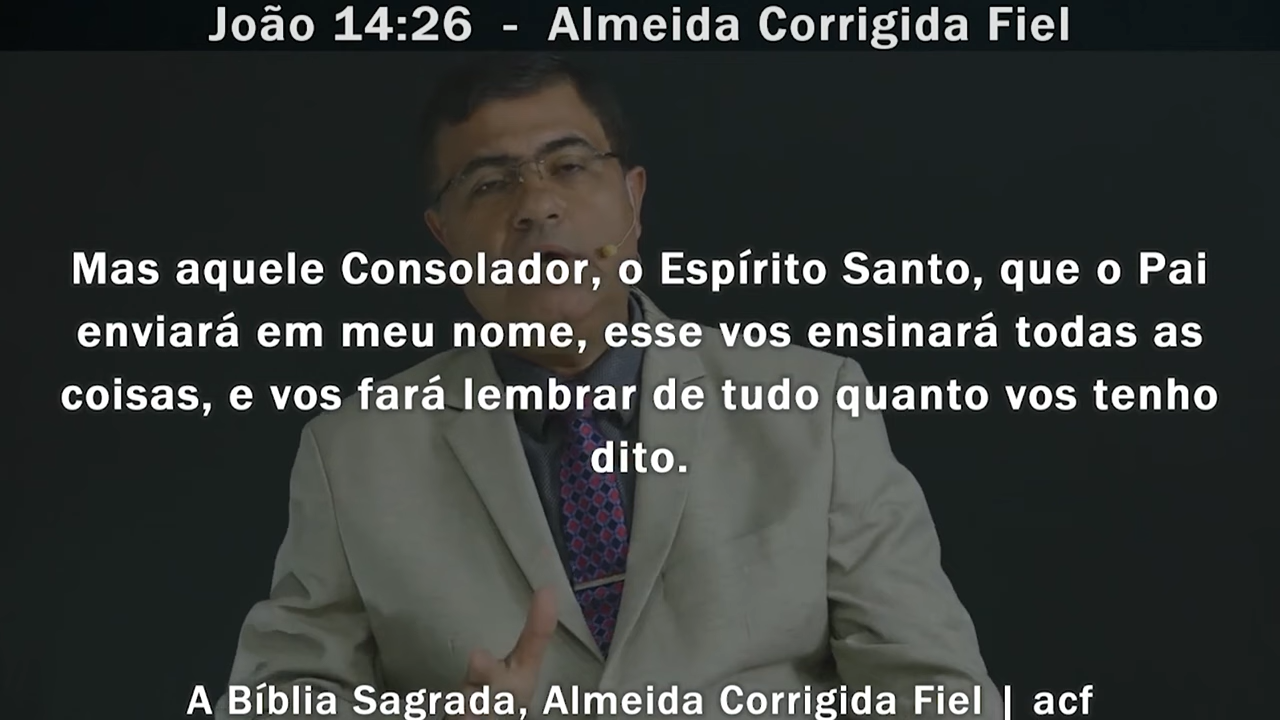 João 14:26 - Almeida Corrigida Fiel
Mas aquele Consolador, o Espírito Santo, que o Pai
enviará em meu nome, esse vos ensinará todas as
coisas, e vos fará lembrar de tudo quanto vos tenho
dito.
A Bíblia Sagrada, Almeida Corrigida Fiel | acf